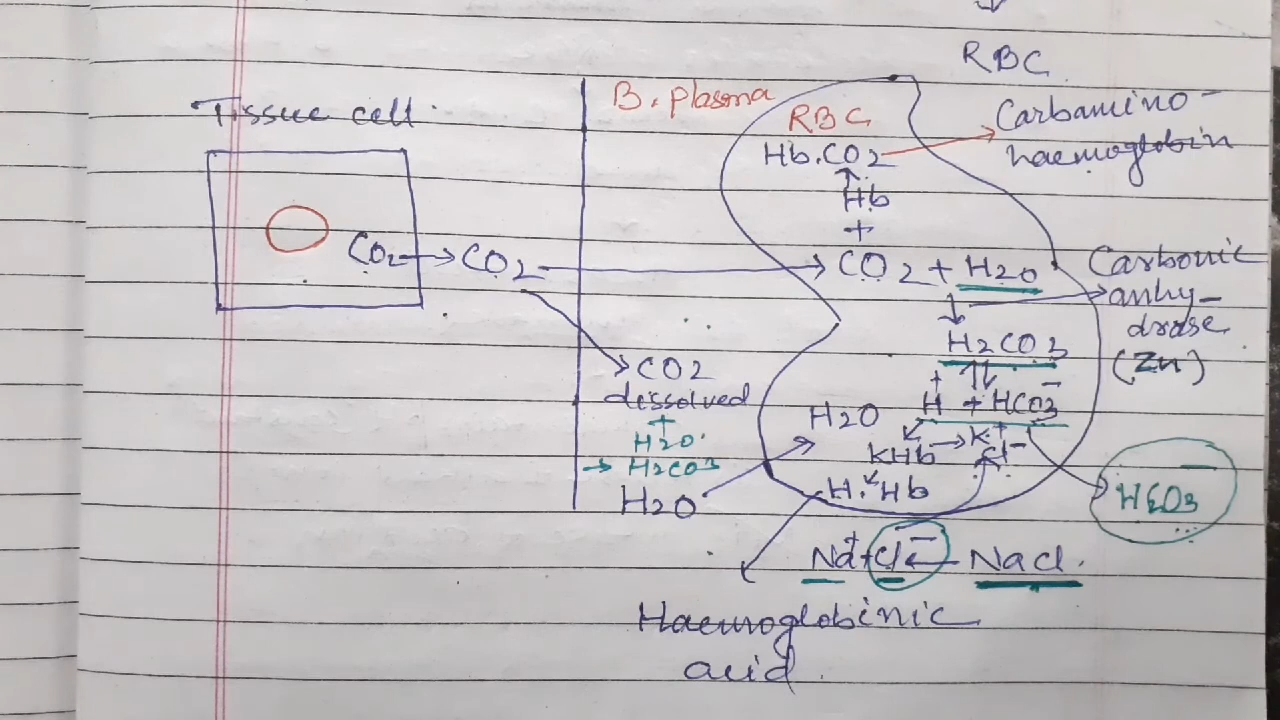 RBC
Tissue cell
B. plasma
RBC
Carbamino-
haemoglobin
Hb.CO2
Hb
+
CO2 → CO2 → CO2 + H2O
Carbonic
anhy-
drase
(Zn)
H2CO3
CO2
dissolved
+
H2O
→ H2CO3
H2O
H2O
H+ + HCO3-
KHb → K+
Cl-
H.Hb
HCO3
Na+ + Cl- ← NaCl.
Haemoglobinic
acid